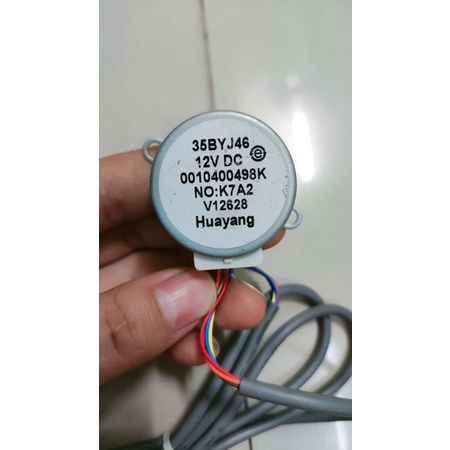 35BYJ46
12V DC
0010400498K
NO:K7A2
V12628
Huayang